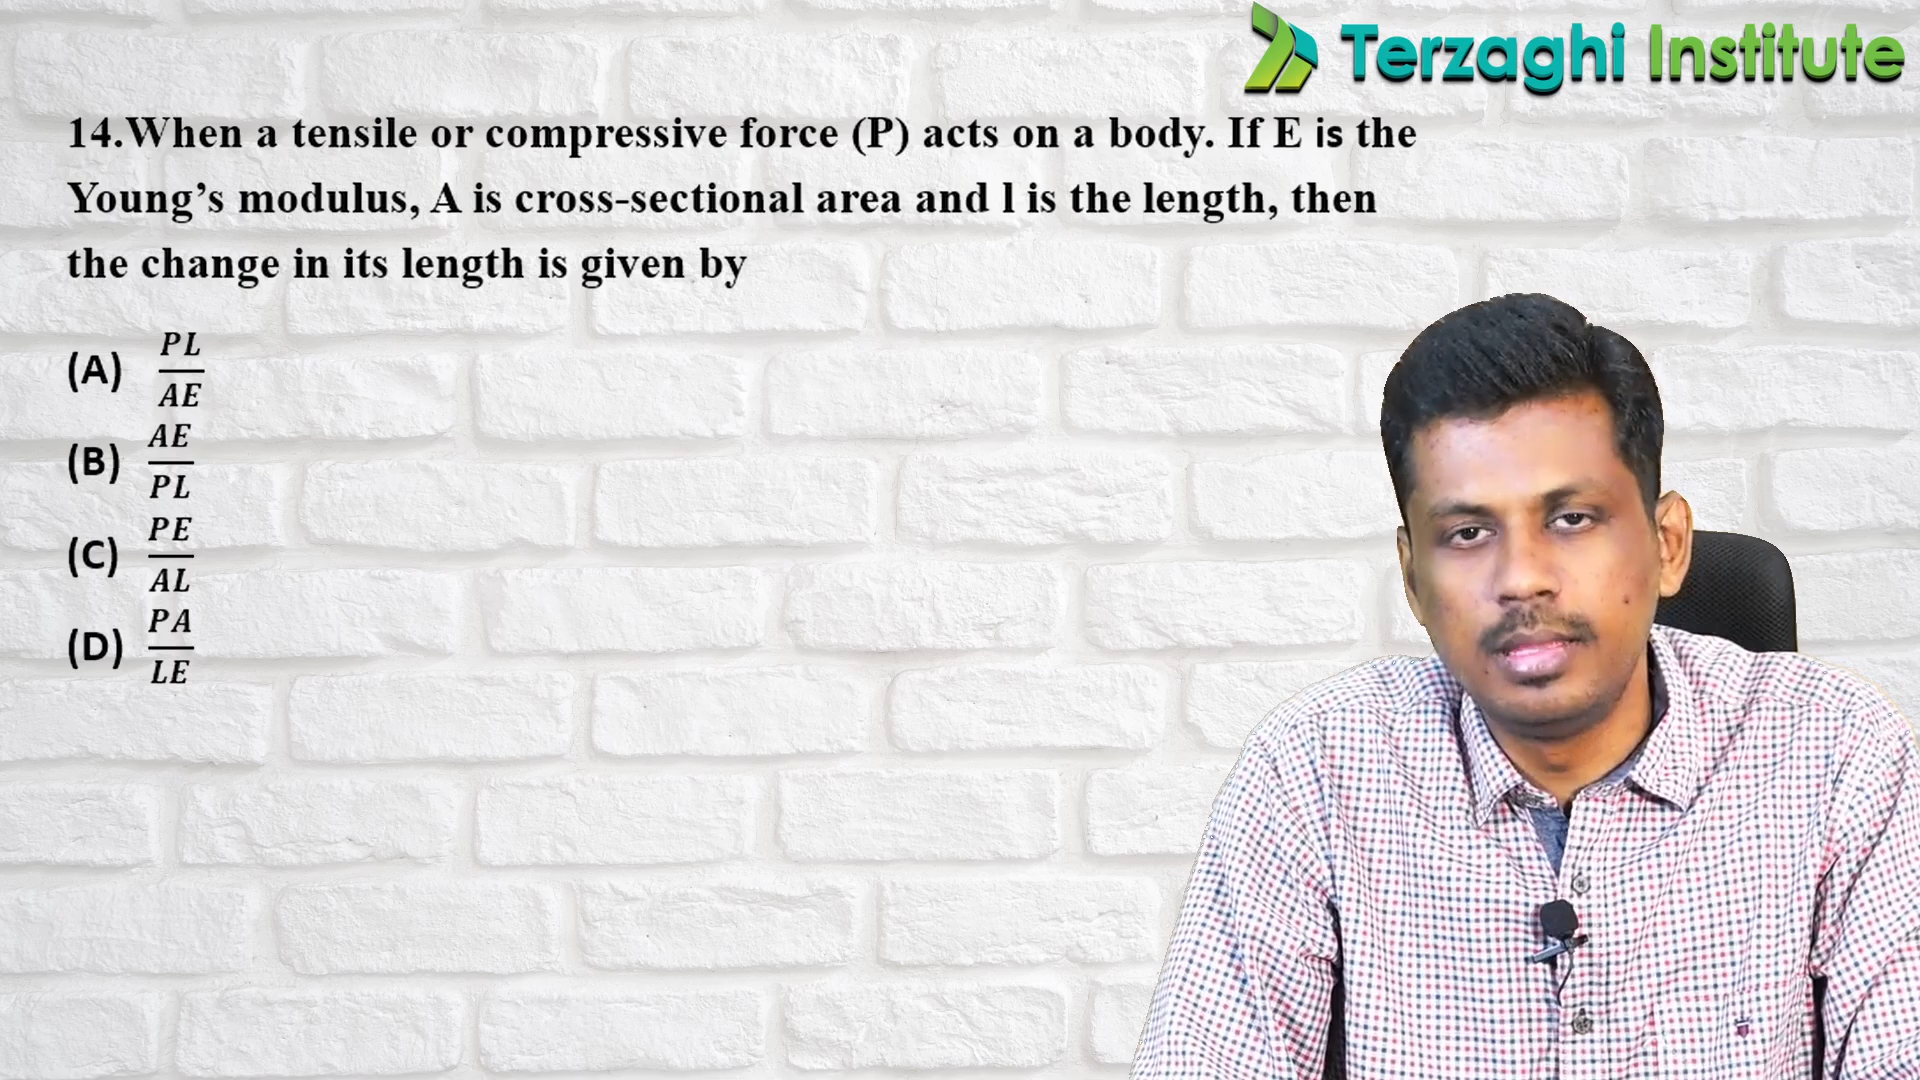 Terzaghi Institute
14.When a tensile or compressive force (P) acts on a body. If E is the
Young’s modulus, A is cross-sectional area and l is the length, then
the change in its length is given by
(A) PL/AE
(B) AE/PL
(C) PE/AL
(D) PA/LE